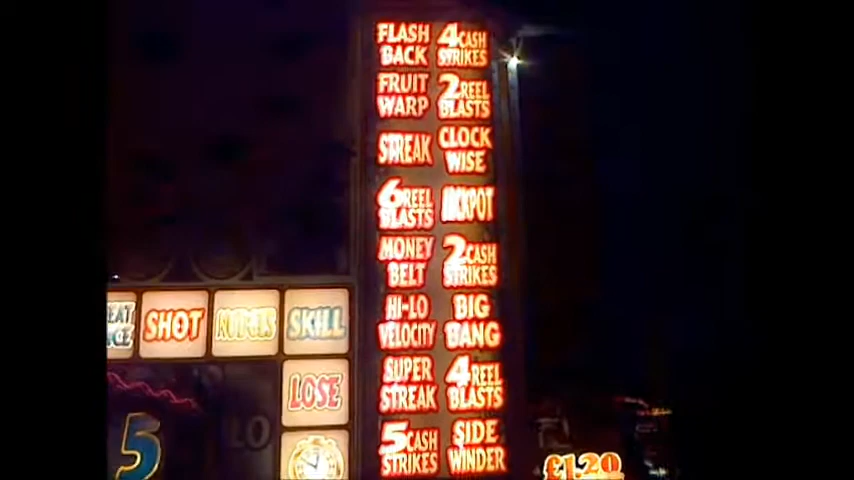 FLASH BACK
4 CASH STRIKES
FRUIT WARP
2 REEL BLASTS
STREAK
CLOCK WISE
6 REEL BLASTS
JACKPOT
MONEY BELT
2 CASH STRIKES
HI-LO VELOCITY
BIG BANG
SUPER STREAK
4 REEL BLASTS
5 CASH STRIKES
SIDE WINDER
SHOT
SKILL
LOSE
5
LO
£1.20